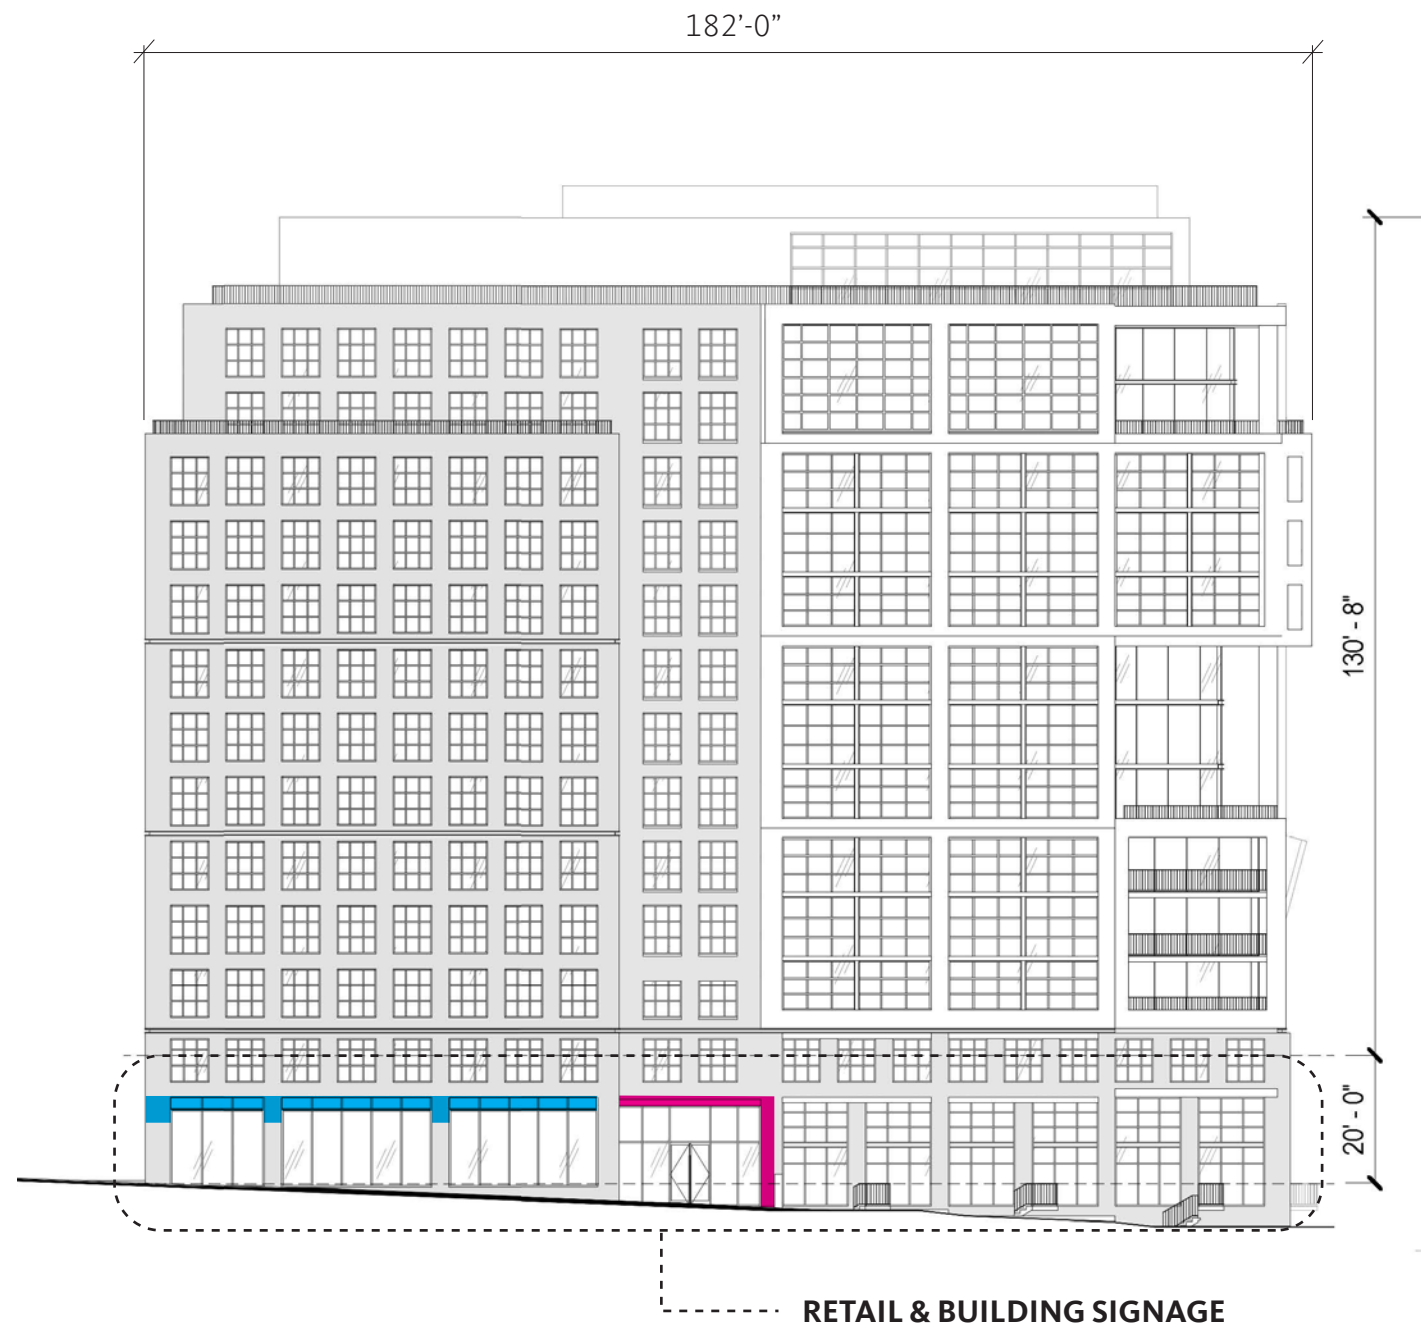 182’-0”
130' - 8"
20' - 0"
RETAIL & BUILDING SIGNAGE